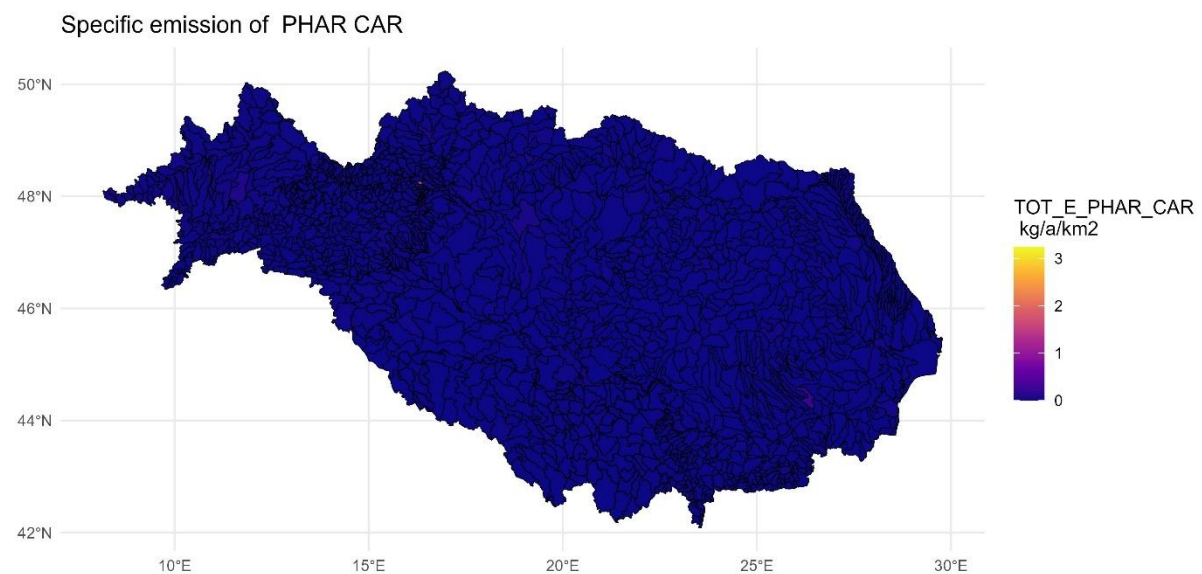 Specific emission of  PHAR CAR
50°N
48°N
46°N
44°N
42°N
10°E
15°E
20°E
25°E
30°E
TOT_E_PHAR_CAR
kg/a/km2
3
2
1
0